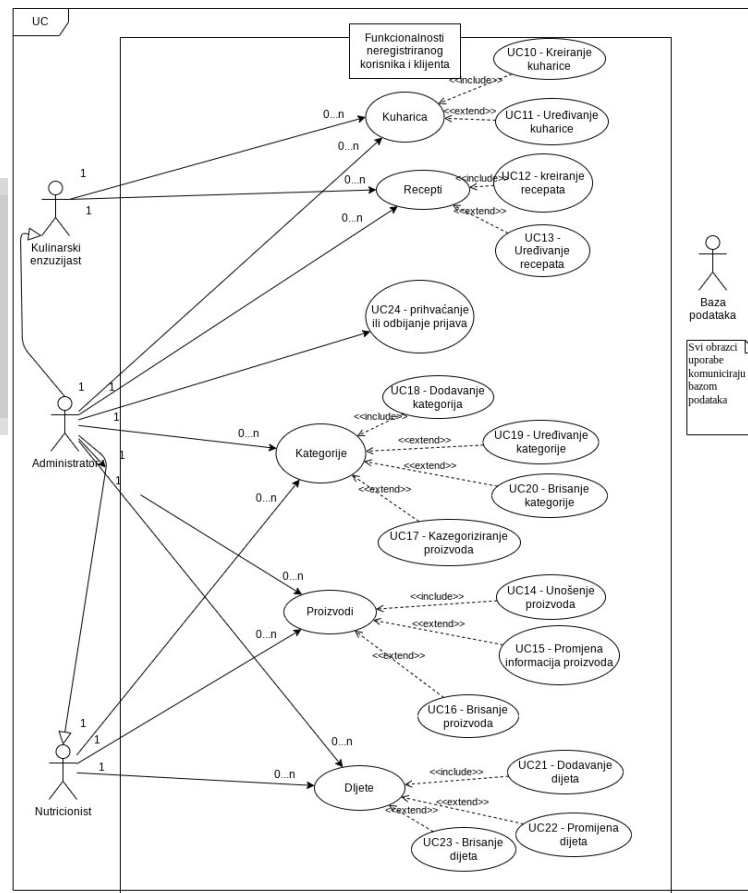 UC
Funkcionalnosti
neregistriranog
korisnika i klijenta
UC10 - Kreiranje
kuharice
<<include>>
0...n
Kuharica
<<extend>>
UC11 - Uređivanje
kuharice
0...n
1
0...n
Recepti
<<include>>
UC12 - kreiranje
recepata
1
0...n
<<extend>>
UC13 -
Uređivanje
recepata
Kulinarski
enzuzijast
Baza
podataka
UC24 - prihvaćanje
ili odbijanje prijava
Svi obrazci
uporabe
komuniciraju
bazom
podataka
1
1
1
UC18 - Dodavanje
kategorija
<<include>>
0...n
Kategorije
<<extend>>
UC19 - Uređivanje
kategorije
Administrator
1
<<extend>>
UC20 - Brisanje
kategorije
1
<<extend>>
0...n
UC17 - Kazegoriziranje
proizvoda
0...n
Proizvodi
<<include>>
UC14 - Unošenje
proizvoda
0...n
<<extend>>
UC15 - Promjena
informacija proizvoda
<<extend>>
UC16 - Brisanje
proizvoda
1
1
0...n
1
0...n
DIjete
<<include>>
UC21 - Dodavanje
dijeta
Nutricionist
<<extend>>
UC22 - Promijena
dijeta
<<extend>>
UC23 - Brisanje
dijeta